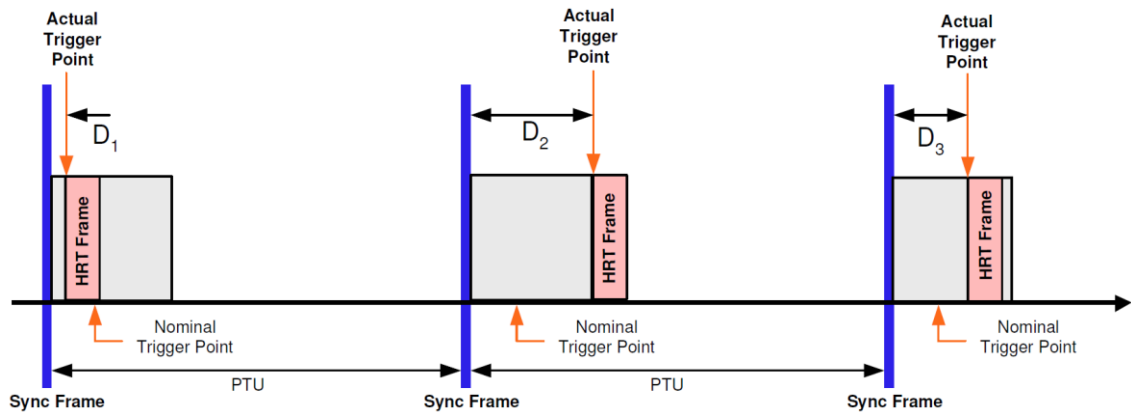 Actual
Trigger
Point
Actual
Trigger
Point
Actual
Trigger
Point
D1
D2
D3
HRT Frame
HRT Frame
HRT Frame
Nominal
Trigger Point
Nominal
Trigger Point
Nominal
Trigger Point
PTU
PTU
Sync Frame
Sync Frame
Sync Frame